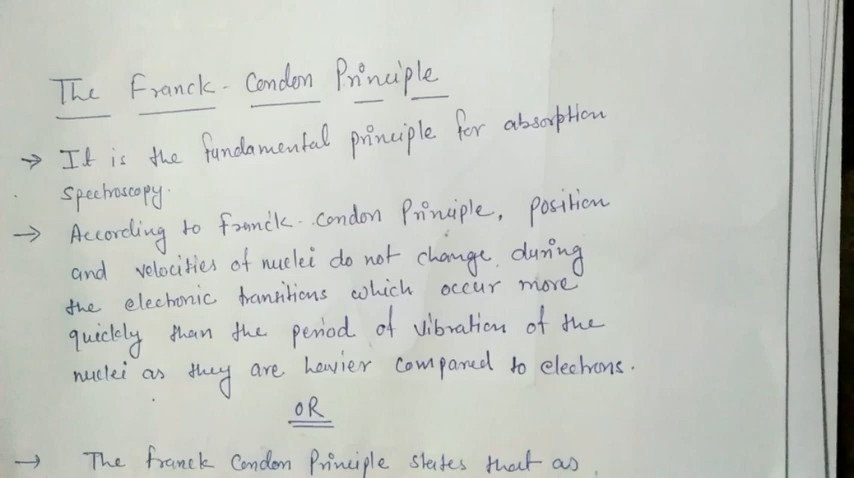 The Franck-Condon Principle
→ It is the fundamental principle for absorption
spectroscopy.
→ According to Franck-Condon Principle, position
and velocities of nuclei do not change during
the electronic transitions which occur more
quickly than the period of vibration of the
nuclei as they are heavier compared to electrons.
OR
→ The Franck Condon Principle states that as